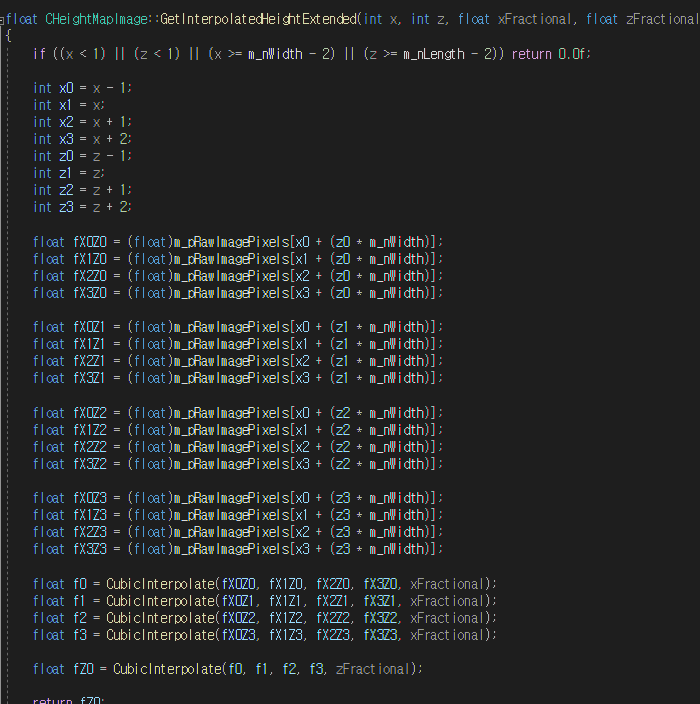 float CHeightMapImage::GetInterpolatedHeightExtended(int x, int z, float xFractional, float zFractional
{
if ((x < 1) || (z < 1) || (x >= m_nWidth - 2) || (z >= m_nLength - 2)) return 0.0f;
int x0 = x - 1;
int x1 = x;
int x2 = x + 1;
int x3 = x + 2;
int z0 = z - 1;
int z1 = z;
int z2 = z + 1;
int z3 = z + 2;
float fX0Z0 = (float)m_pRawImagePixels[x0 + (z0 * m_nWidth)];
float fX1Z0 = (float)m_pRawImagePixels[x1 + (z0 * m_nWidth)];
float fX2Z0 = (float)m_pRawImagePixels[x2 + (z0 * m_nWidth)];
float fX3Z0 = (float)m_pRawImagePixels[x3 + (z0 * m_nWidth)];
float fX0Z1 = (float)m_pRawImagePixels[x0 + (z1 * m_nWidth)];
float fX1Z1 = (float)m_pRawImagePixels[x1 + (z1 * m_nWidth)];
float fX2Z1 = (float)m_pRawImagePixels[x2 + (z1 * m_nWidth)];
float fX3Z1 = (float)m_pRawImagePixels[x3 + (z1 * m_nWidth)];
float fX0Z2 = (float)m_pRawImagePixels[x0 + (z2 * m_nWidth)];
float fX1Z2 = (float)m_pRawImagePixels[x1 + (z2 * m_nWidth)];
float fX2Z2 = (float)m_pRawImagePixels[x2 + (z2 * m_nWidth)];
float fX3Z2 = (float)m_pRawImagePixels[x3 + (z2 * m_nWidth)];
float fX0Z3 = (float)m_pRawImagePixels[x0 + (z3 * m_nWidth)];
float fX1Z3 = (float)m_pRawImagePixels[x1 + (z3 * m_nWidth)];
float fX2Z3 = (float)m_pRawImagePixels[x2 + (z3 * m_nWidth)];
float fX3Z3 = (float)m_pRawImagePixels[x3 + (z3 * m_nWidth)];
float f0 = CubicInterpolate(fX0Z0, fX1Z0, fX2Z0, fX3Z0, xFractional);
float f1 = CubicInterpolate(fX0Z1, fX1Z1, fX2Z1, fX3Z1, xFractional);
float f2 = CubicInterpolate(fX0Z2, fX1Z2, fX2Z2, fX3Z2, xFractional);
float f3 = CubicInterpolate(fX0Z3, fX1Z3, fX2Z3, fX3Z3, xFractional);
float fZ0 = CubicInterpolate(f0, f1, f2, f3, zFractional);
return fZ0;